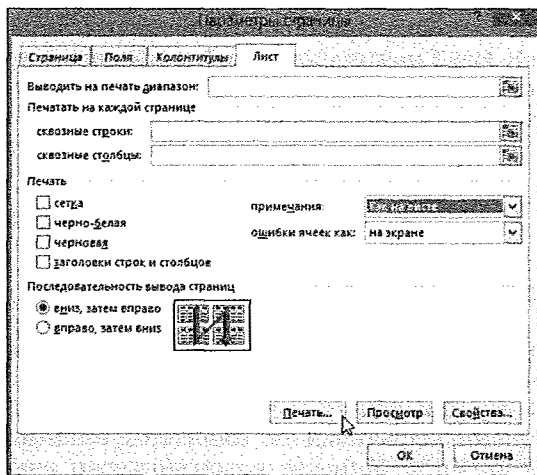 Параметры страницы
Страница Поля Колонтитулы Лист
Выводить на печать диапазон:
Печатать на каждой странице
сквозные строки:
сквозные столбцы:
Печать
сетка
примечания:
черно-белая
ошибки ячеек как: на экране
черновая
заголовки строк и столбцов
Последовательность вывода страниц
вниз, затем вправо
вправо, затем вниз
Печать... Просмотр Свойства...
ОК Отмена